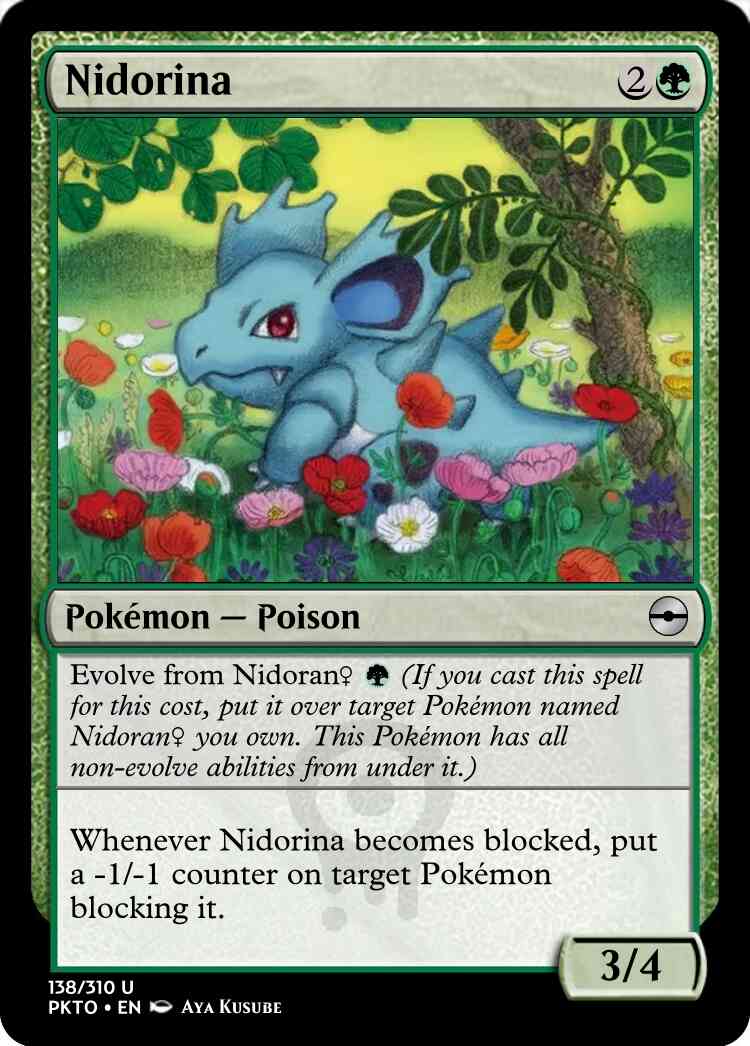 Nidorina 2
Pokémon — Poison
Evolve from Nidoran♀ (If you cast this spell
for this cost, put it over target Pokémon named
Nidoran♀ you own. This Pokémon has all
non-evolve abilities from under it.)
Whenever Nidorina becomes blocked, put
a -1/-1 counter on target Pokémon
blocking it.
3/4
138/310 U
PKTO • EN Aya Kusube